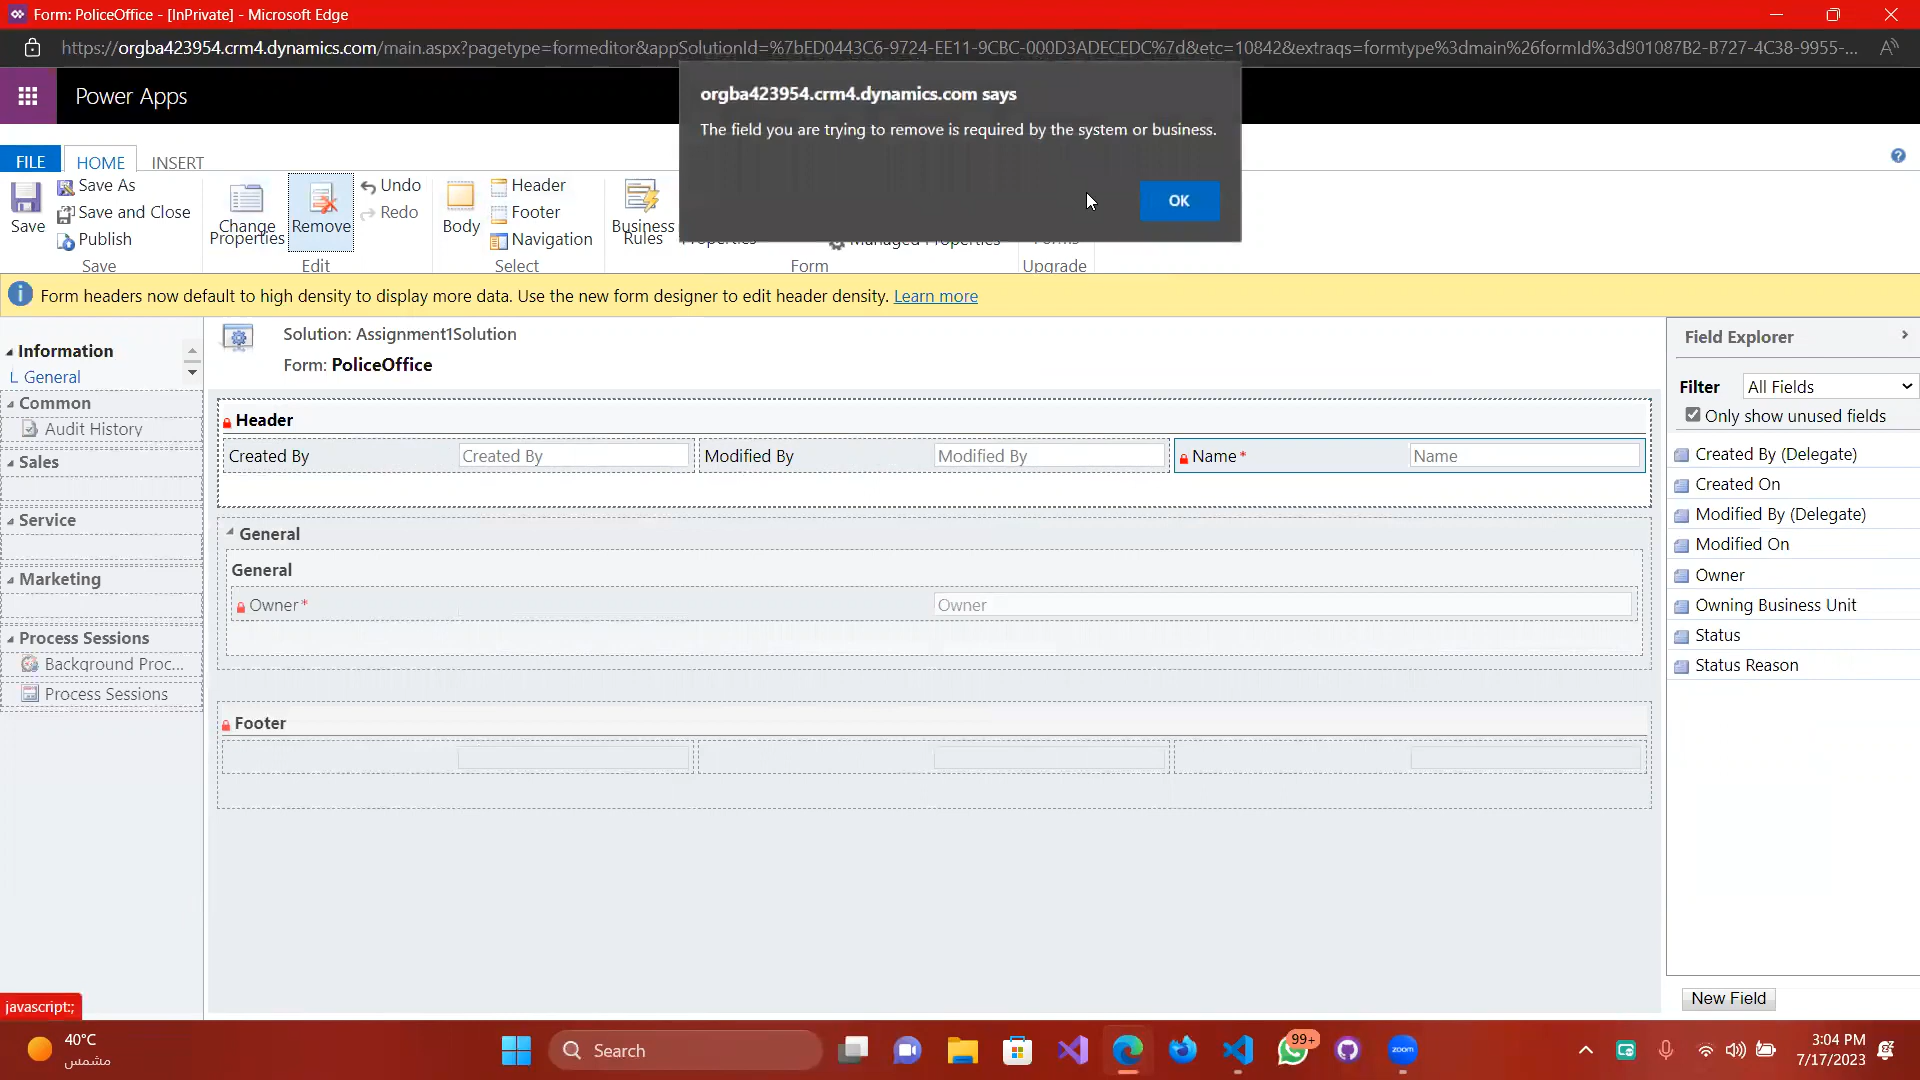 Form: PoliceOffice - [InPrivate] - Microsoft Edge
https://orgba423954.crm4.dynamics.com/main.aspx?pagetype=formeditor&appSolutionId=%7bED0443C6-9724-EE11-9CBC-000D3ADECEDC%7d&etc=10842&extraqs=formtype%3dmain%26formId%3d901087B2-B727-4C38-9955-...
Power Apps
orgba423954.crm4.dynamics.com says
The field you are trying to remove is required by the system or business.
OK
FILE HOME INSERT
Save
Save As
Save and Close
Publish
Save
Change Properties
Remove
Undo
Redo
Edit
Body
Header
Footer
Navigation
Select
Business Rules
Form
Upgrade
Form headers now default to high density to display more data. Use the new form designer to edit header density. Learn more
Information
General
Common
Audit History
Sales
Service
Marketing
Process Sessions
Background Proc...
Process Sessions
Solution: Assignment1Solution
Form: PoliceOffice
Header
Created By Created By Modified By Modified By Name* Name
General
General
Owner* Owner
Footer
Field Explorer
Filter All Fields
Only show unused fields
Created By (Delegate)
Created On
Modified By (Delegate)
Modified On
Owner
Owning Business Unit
Status
Status Reason
New Field
javascript:;
40°C
مشمس
Search
99+
zoom
3:04 PM
7/17/2023